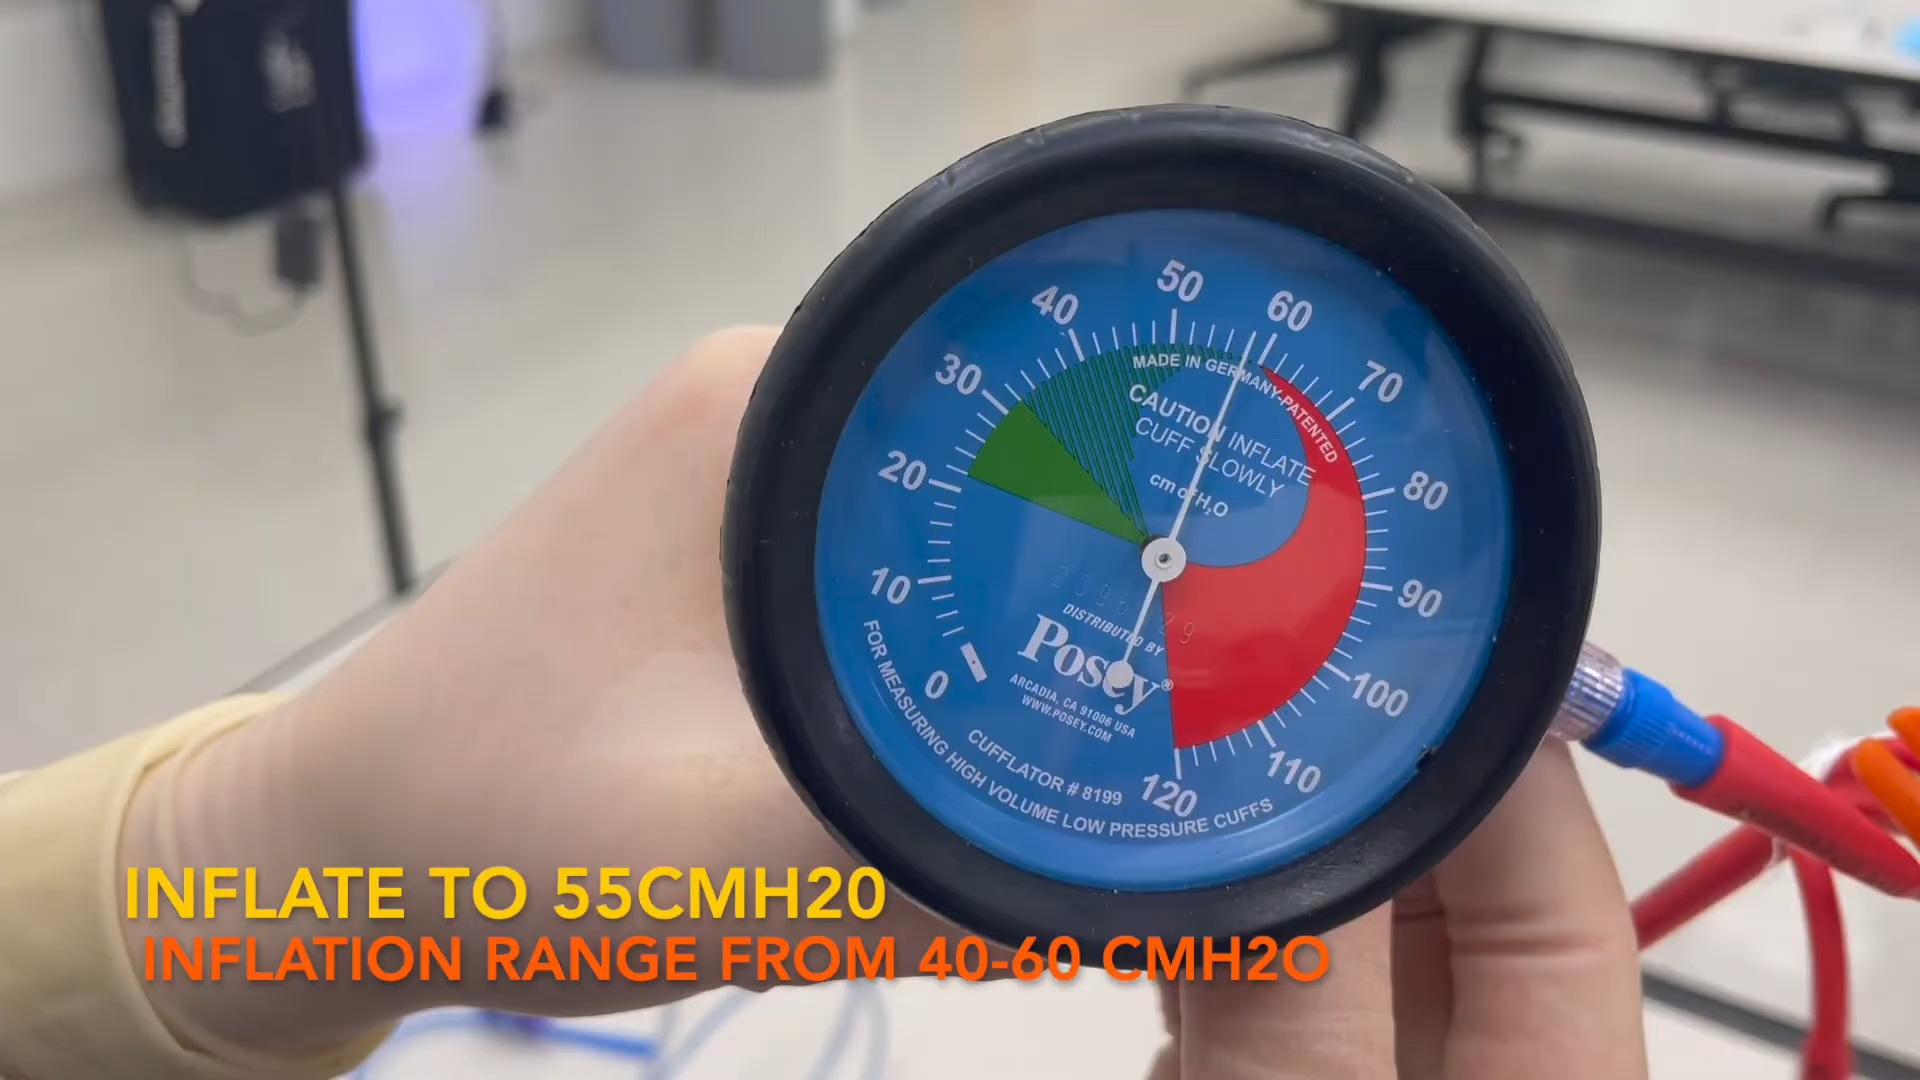 50
40
60
30
70
20
80
10
90
0
100
110
120
MADE IN GERMANY-PATENTED
CAUTION INFLATE
CUFF SLOWLY
cm of H₂O
DISTRIBUTED BY
Posey®
ARCADIA, CA 91006 USA
WWW.POSEY.COM
CUFFLATOR # 8199
FOR MEASURING HIGH VOLUME LOW PRESSURE CUFFS
INFLATE TO 55CMH20
INFLATION RANGE FROM 40-60 CMH2O